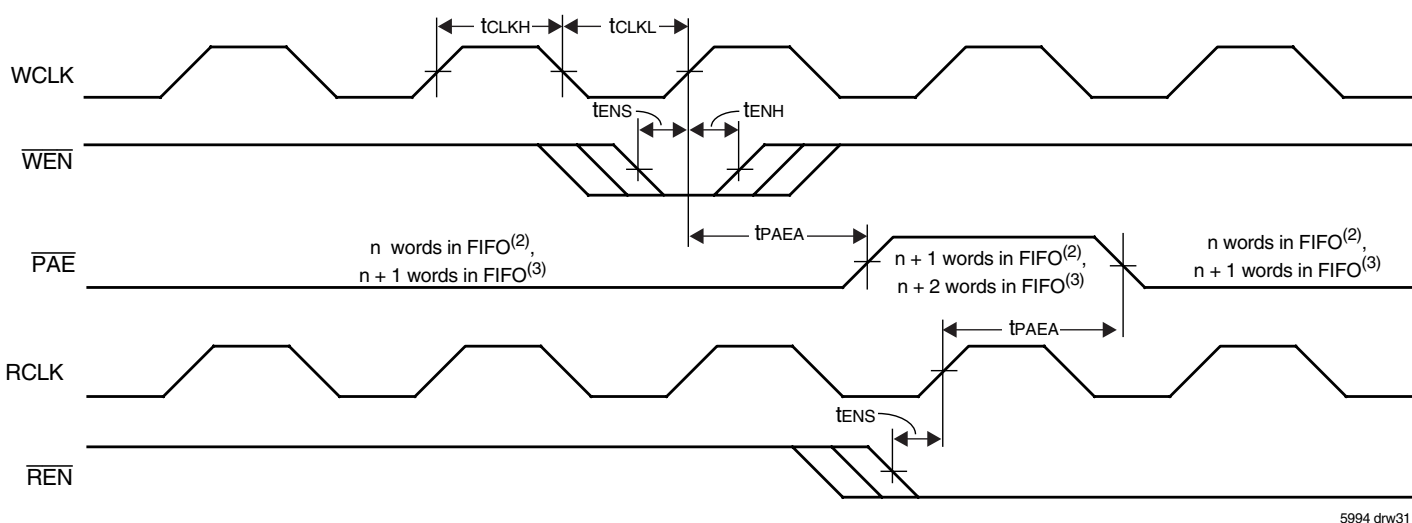 tCLKH
tCLKL
WCLK
tENS
tENH
WEN
tPAEA
PAE
n words in FIFO(2),
n + 1 words in FIFO(3)
n + 1 words in FIFO(2),
n + 2 words in FIFO(3)
n words in FIFO(2),
n + 1 words in FIFO(3)
tPAEA
RCLK
tENS
REN
5994 drw31